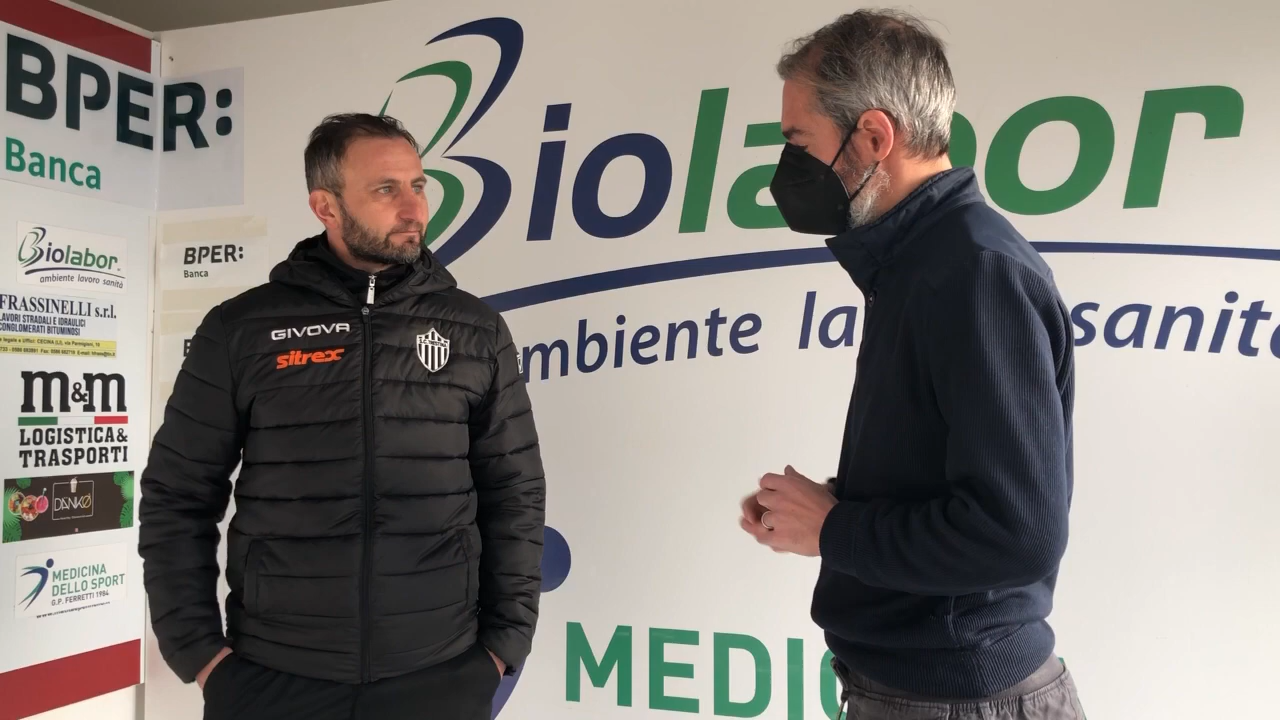 BPER:
Banca
Biolabor
ambiente lavoro sanità
FRASSINELLI s.r.l.
LAVORI STRADALI E IDRAULICI
CONGLOMERATI BITUMINOSI
m&m
LOGISTICA&
TRASPORTI
DANKØ
MEDICINA
DELLO SPORT
G.P. FERRETTI 1984
BPER:
Banca
GIVOVA
sitrex
Biolabor
ambiente la sanit
MEDIC